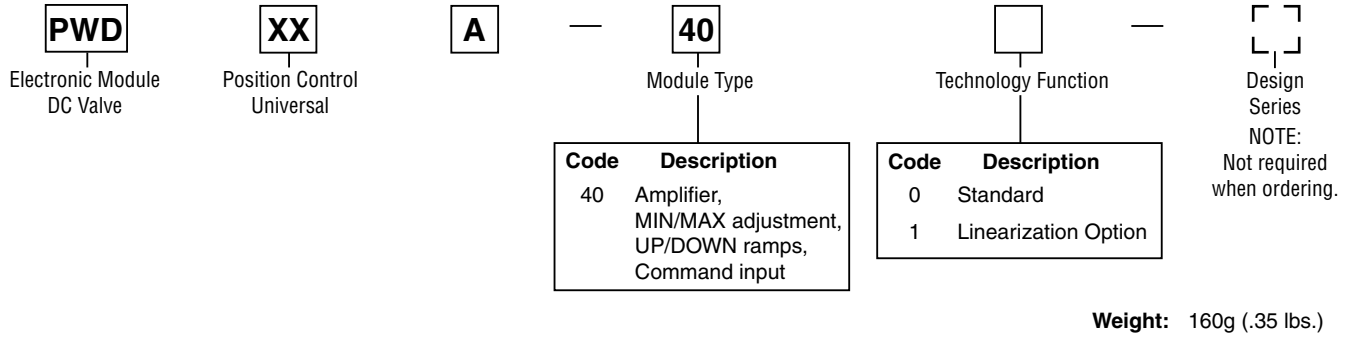 PWD XX A — 40 —
Electronic Module
DC Valve
Position Control
Universal
Module Type
Technology Function
Design
Series
NOTE:
Not required
when ordering.
Code Description
40 Amplifier,
MIN/MAX adjustment,
UP/DOWN ramps,
Command input
Code Description
0 Standard
1 Linearization Option
Weight: 160g (.35 lbs.)